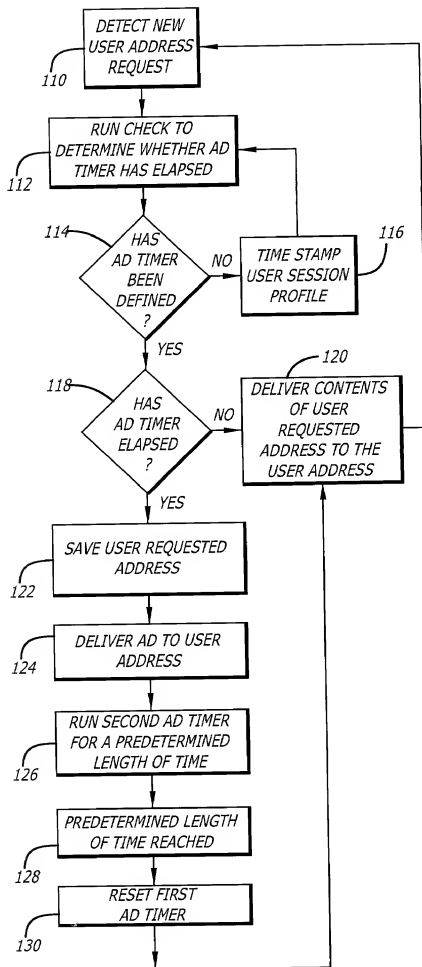 DETECT NEW
USER ADDRESS
REQUEST
110
RUN CHECK TO
DETERMINE WHETHER AD
TIMER HAS ELAPSED
112
114
HAS
AD TIMER
BEEN
DEFINED
?
NO
TIME STAMP
USER SESSION
PROFILE
116
YES
118
HAS
AD TIMER
ELAPSED
?
NO
120
DELIVER CONTENTS
OF USER
REQUESTED
ADDRESS TO THE
USER ADDRESS
YES
SAVE USER REQUESTED
ADDRESS
122
DELIVER AD TO USER
ADDRESS
124
RUN SECOND AD TIMER
FOR A PREDETERMINED
LENGTH OF TIME
126
PREDETERMINED LENGTH
OF TIME REACHED
128
RESET FIRST
AD TIMER
130